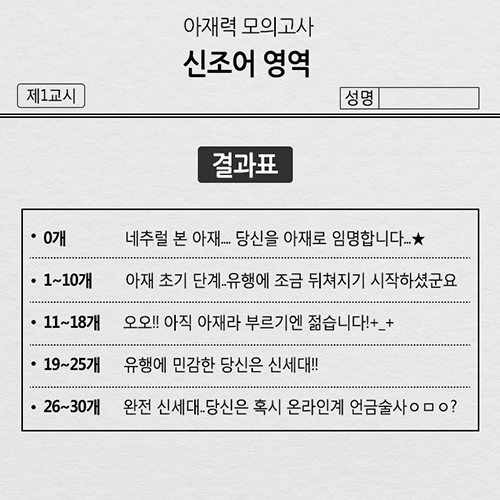 아재력 모의고사
신조어 영역
제1교시
성명
결과표
• 0개 네추럴 본 아재.... 당신을 아재로 임명합니다...★
• 1~10개 아재 초기 단계..유행에 조금 뒤쳐지기 시작하셨군요
• 11~18개 오오!! 아직 아재라 부르기엔 젊습니다!+_+
• 19~25개 유행에 민감한 당신은 신세대!!
• 26~30개 완전 신세대..당신은 혹시 온라인계 언금술사ㅇㅁㅇ?